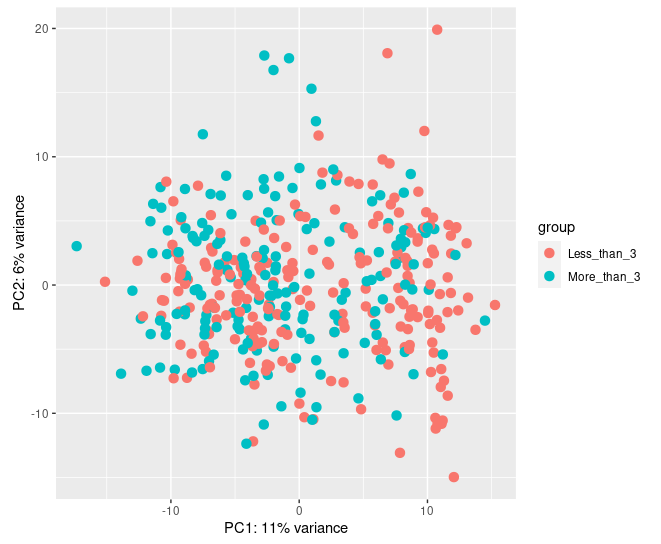 20
10
0
-10
PC2: 6% variance
-10
0
10
PC1: 11% variance
group
Less_than_3
More_than_3